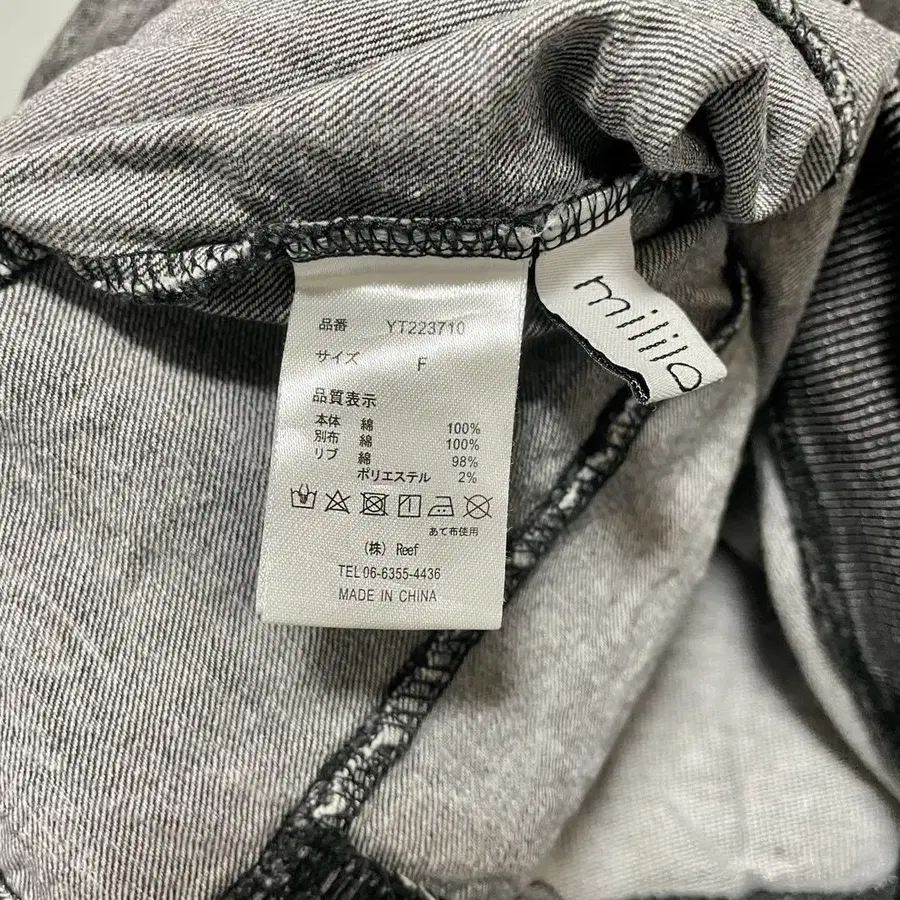 品番 YT223710
サイズ F
品質表示
本体 綿 100%
別布 綿 100%
リブ 綿 98%
ポリエステル 2%
あて布使用
(株) Reef
TEL 06-6355-4436
MADE IN CHINA
mililo